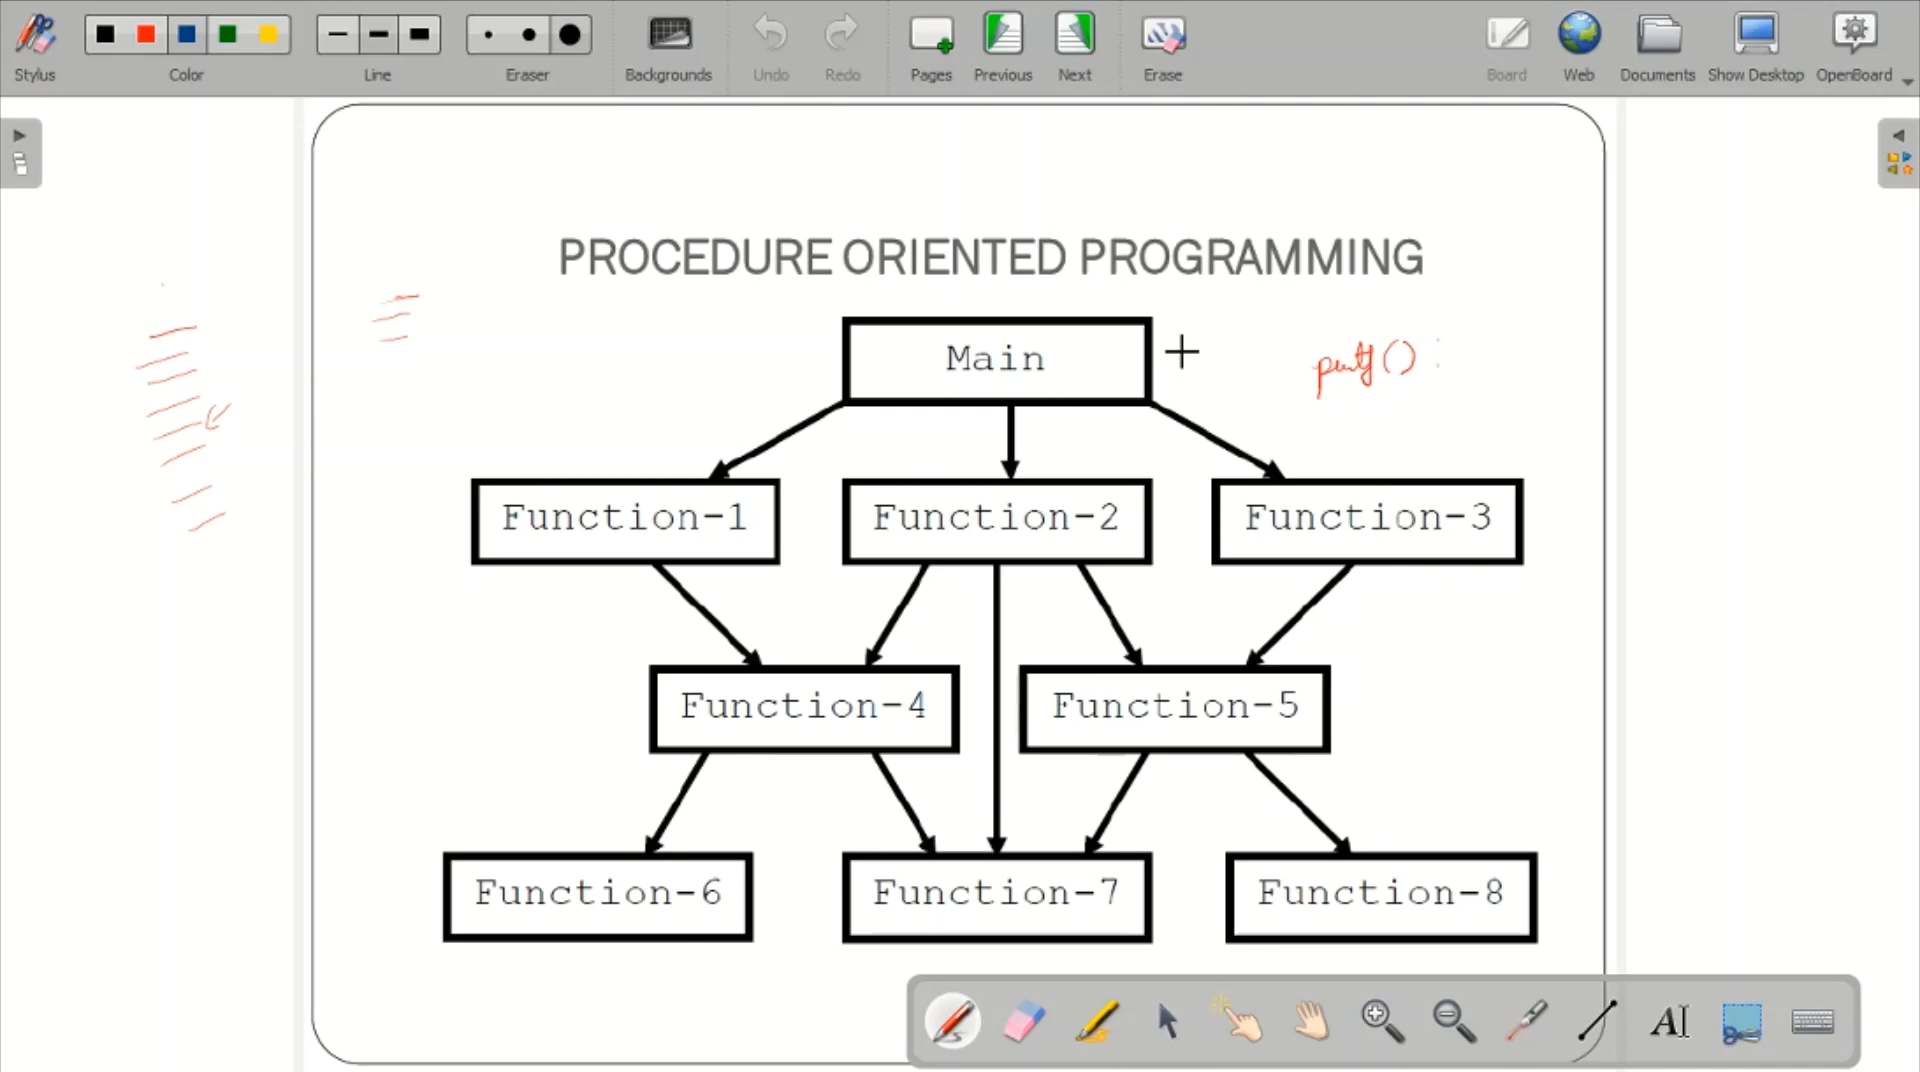 Stylus Color Line Eraser Backgrounds Undo Redo Pages Previous Next Erase Board Web Documents Show Desktop OpenBoard
PROCEDURE ORIENTED PROGRAMMING
Main
Function-1 Function-2 Function-3
Function-4 Function-5
Function-6 Function-7 Function-8
AI